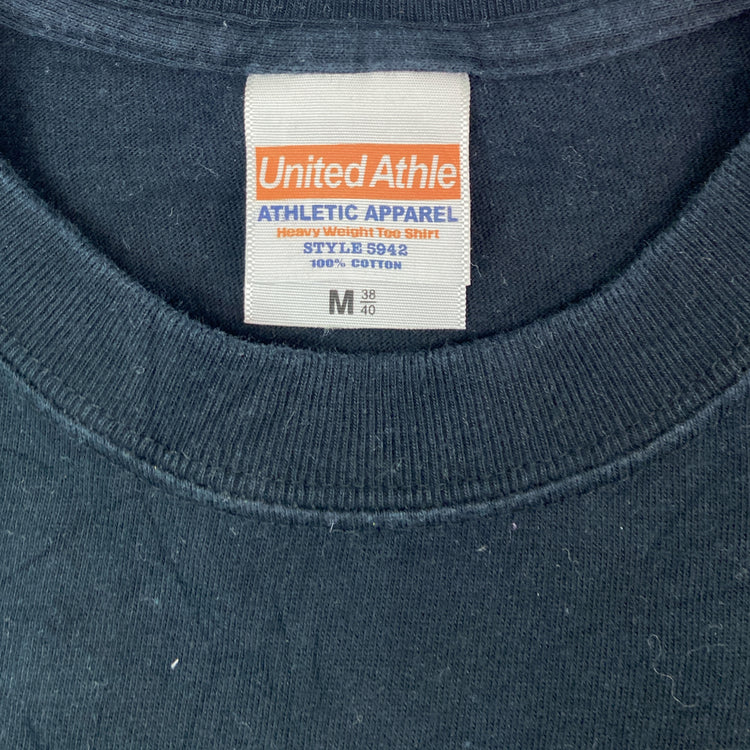 United Athle
ATHLETIC APPAREL
Heavy Weight Tee Shirt
STYLE 5942
100% COTTON
M 38
40